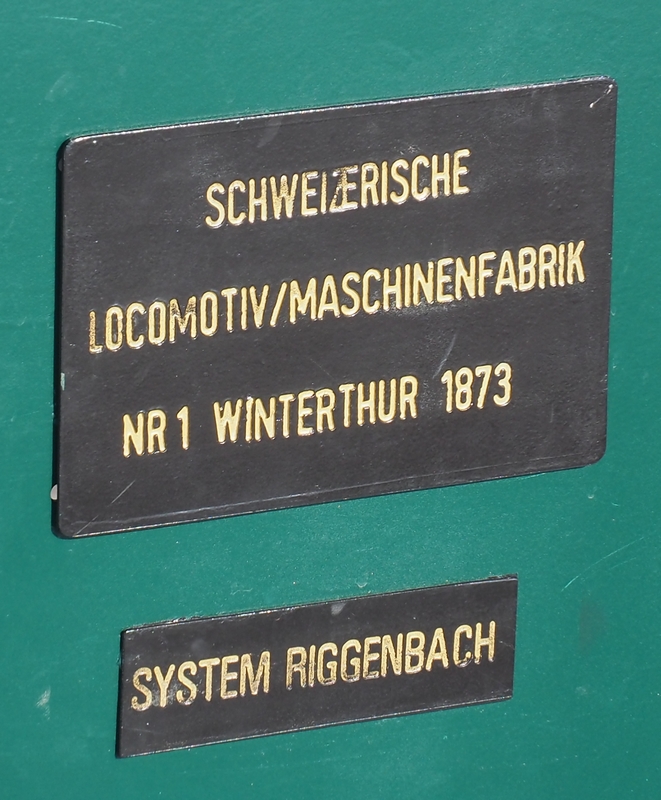 SCHWEIZERISCHE
LOCOMOTIV/MASCHINENFABRIK
NR 1 WINTERTHUR 1873
SYSTEM RIGGENBACH